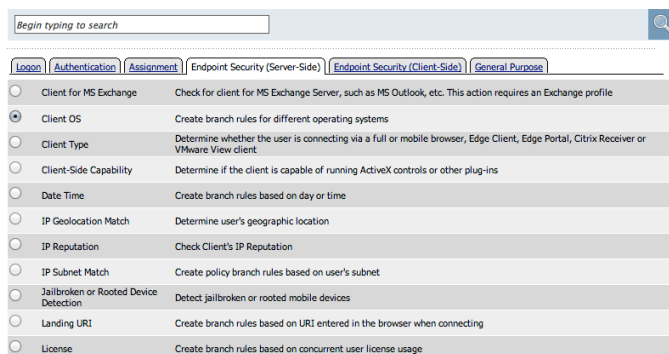 Begin typing to search
Logon Authentication Assignment Endpoint Security (Server-Side) Endpoint Security (Client-Side) General Purpose
Client for MS Exchange Check for client for MS Exchange Server, such as MS Outlook, etc. This action requires an Exchange profile
Client OS Create branch rules for different operating systems
Client Type Determine whether the user is connecting via a full or mobile browser, Edge Client, Edge Portal, Citrix Receiver or
VMware View client
Client-Side Capability Determine if the client is capable of running ActiveX controls or other plug-ins
Date Time Create branch rules based on day or time
IP Geolocation Match Determine user's geographic location
IP Reputation Check Client's IP Reputation
IP Subnet Match Create policy branch rules based on user's subnet
Jailbroken or Rooted Device
Detection Detect jailbroken or rooted mobile devices
Landing URI Create branch rules based on URI entered in the browser when connecting
License Create branch rules based on concurrent user license usage